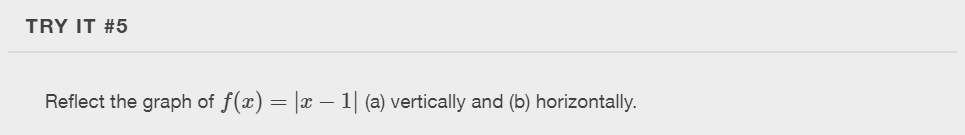 TRY IT #5
Reflect the graph of f(x) = |x − 1| (a) vertically and (b) horizontally.